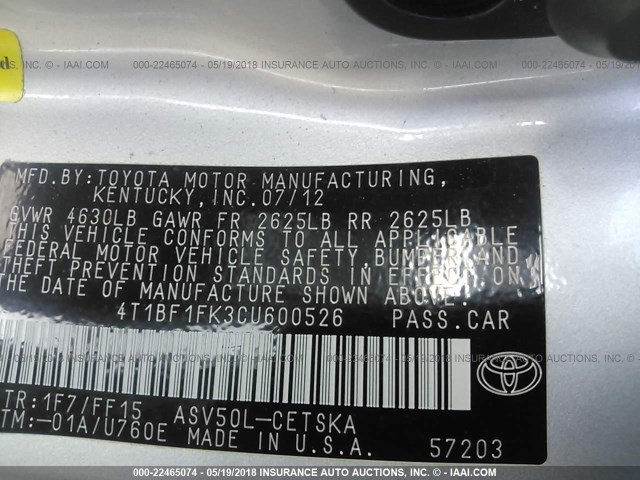 000-22465074 - 05/19/2018 - INSURANCE AUTO AUCTIONS, INC. - © IAAI.COM
MFD.BY:TOYOTA MOTOR MANUFACTURING,
KENTUCKY, INC. 07/12
GVWR 4630LB GAWR FR 2625LB RR 2625LB
THIS VEHICLE CONFORMS TO ALL APPLICABLE
FEDERAL MOTOR VEHICLE SAFETY, BUMPER, AND
THEFT PREVENTION STANDARDS IN EFFECT ON
THE DATE OF MANUFACTURE SHOWN ABOVE.
4T1BF1FK3CU600526 PASS.CAR
TR:1F7/FF15 ASV50L-CETSKA
TM:-01A/U760E MADE IN U.S.A. 57203
000-22465074 - 05/19/2018 - INSURANCE AUTO AUCTIONS, INC. - © IAAI.COM